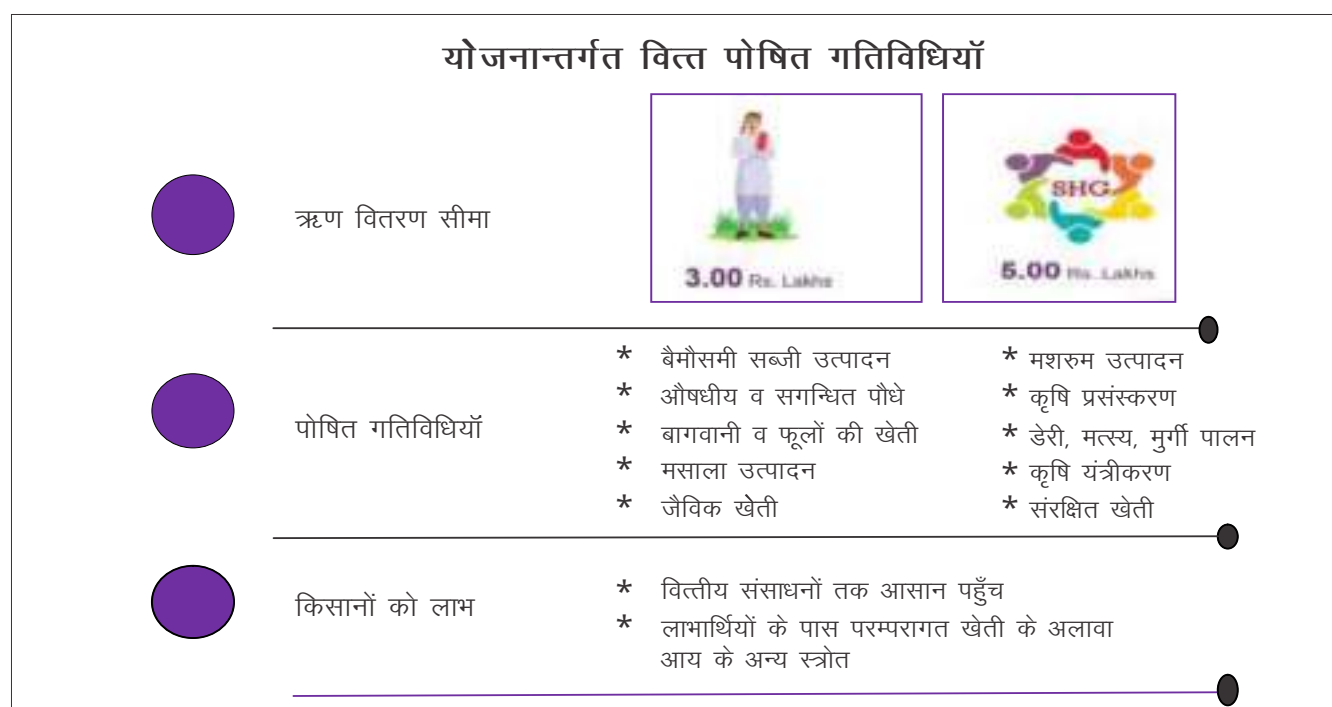 योजनान्तर्गत वित्त पोषित गतिविधियॉ
ऋण वितरण सीमा
3.00 Rs. Lakhs
SHG
5.00 Rs. Lakhs
पोषित गतिविधियॉ
* बैमौसमी सब्जी उत्पादन
* औषधीय व सगन्धित पौधे
* बागवानी व फूलों की खेती
* मसाला उत्पादन
* जैविक खेती
* मशरुम उत्पादन
* कृषि प्रसंस्करण
* डेरी, मत्स्य, मुर्गी पालन
* कृषि यंत्रीकरण
* संरक्षित खेती
किसानों को लाभ
* वित्तीय संसाधनों तक आसान पहुँच
* लाभार्थियों के पास परम्परागत खेती के अलावा
आय के अन्य स्त्रोत